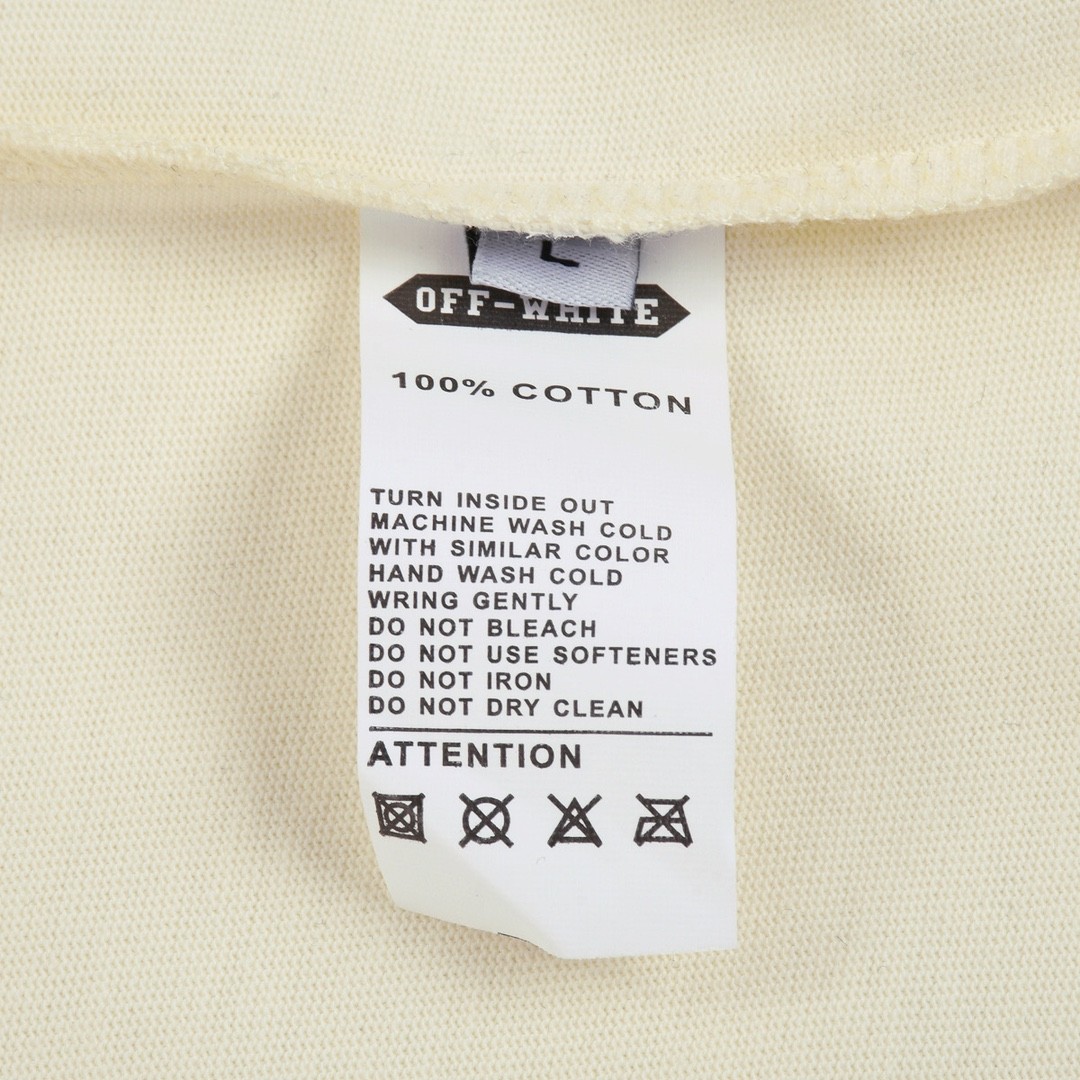 L
OFF-WHITE
100% COTTON
TURN INSIDE OUT
MACHINE WASH COLD
WITH SIMILAR COLOR
HAND WASH COLD
WRING GENTLY
DO NOT BLEACH
DO NOT USE SOFTENERS
DO NOT IRON
DO NOT DRY CLEAN
ATTENTION